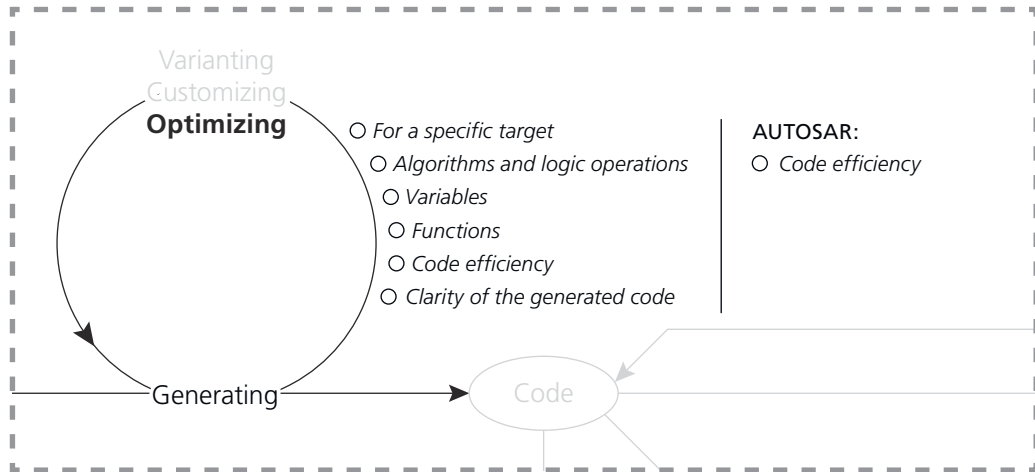 Varianting
Customizing
Optimizing
For a specific target
Algorithms and logic operations
Variables
Functions
Code efficiency
Clarity of the generated code
AUTOSAR:
Code efficiency
Generating
Code